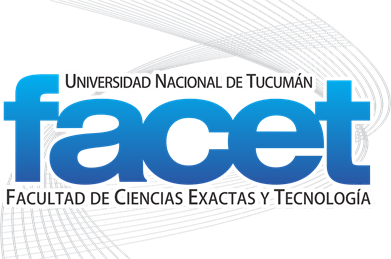 Universidad Nacional de Tucumán
facet
Facultad de Ciencias Exactas y Tecnología